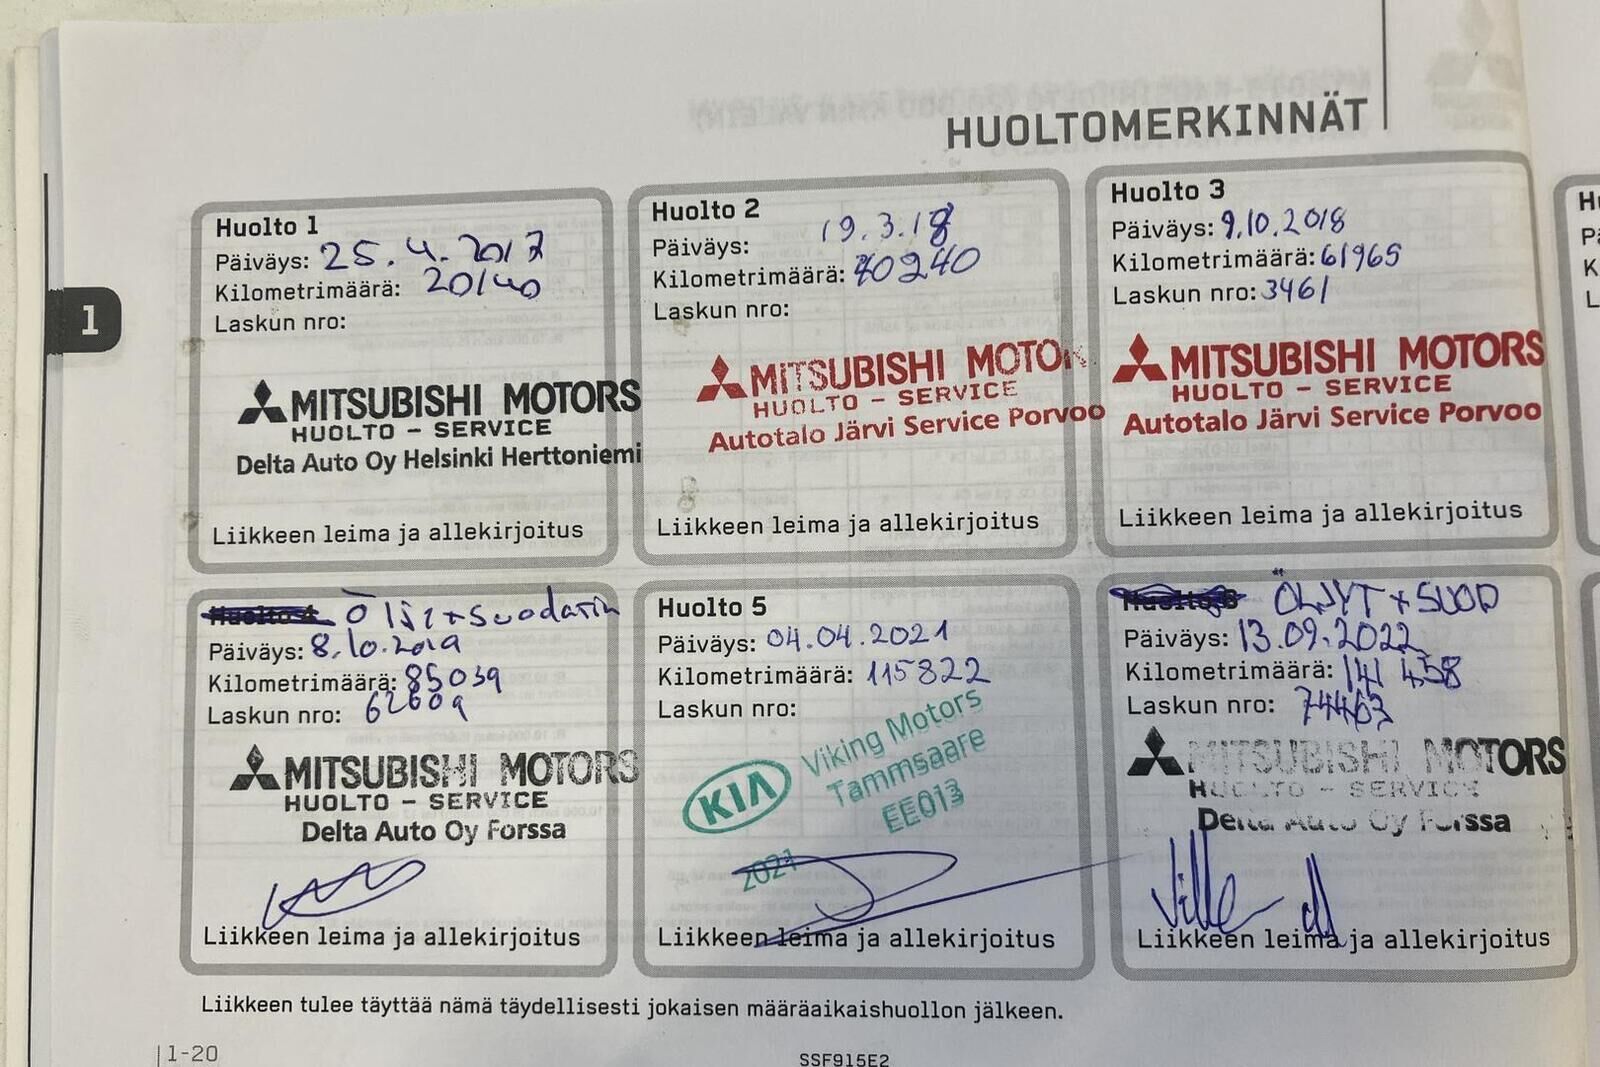 HUOLTOMERKINNÄT
1
Huolto 1
Päiväys: 25.4.2017
Kilometrimäärä: 20140
Laskun nro:
MITSUBISHI MOTORS
HUOLTO - SERVICE
Delta Auto Oy Helsinki Herttoniemi
Liikkeen leima ja allekirjoitus
Huolto 2
Päiväys: 19.3.18
Kilometrimäärä: 40240
Laskun nro:
MITSUBISHI MOTOR
HUOLTO - SERVICE
Autotalo Järvi Service Porvoo
Liikkeen leima ja allekirjoitus
Huolto 3
Päiväys: 9.10.2018
Kilometrimäärä: 61965
Laskun nro: 3461
MITSUBISHI MOTORS
HUOLTO - SERVICE
Autotalo Järvi Service Porvoo
Liikkeen leima ja allekirjoitus
Huolto 4 Öljyt + suodatin
Päiväys: 8.10.2019
Kilometrimäärä: 85039
Laskun nro: 62609
MITSUBISHI MOTORS
HUOLTO - SERVICE
Delta Auto Oy Forssa
Liikkeen leima ja allekirjoitus
Huolto 5
Päiväys: 04.04.2021
Kilometrimäärä: 115822
Laskun nro:
KIA
Viking Motors
Tammsaare
EE013
2021
Liikkeen leima ja allekirjoitus
Huolto ÖLJYT + SUOD
Päiväys: 13.09.2022
Kilometrimäärä: 141 458
Laskun nro: 74463
MITSUBISHI MOTORS
HUOLTO - SERVICE
Delta Auto Oy Forssa
Ville
Liikkeen leima ja allekirjoitus
Liikkeen tulee täyttää nämä täydellisesti jokaisen määräaikaishuollon jälkeen.
1-20
SSF915E2